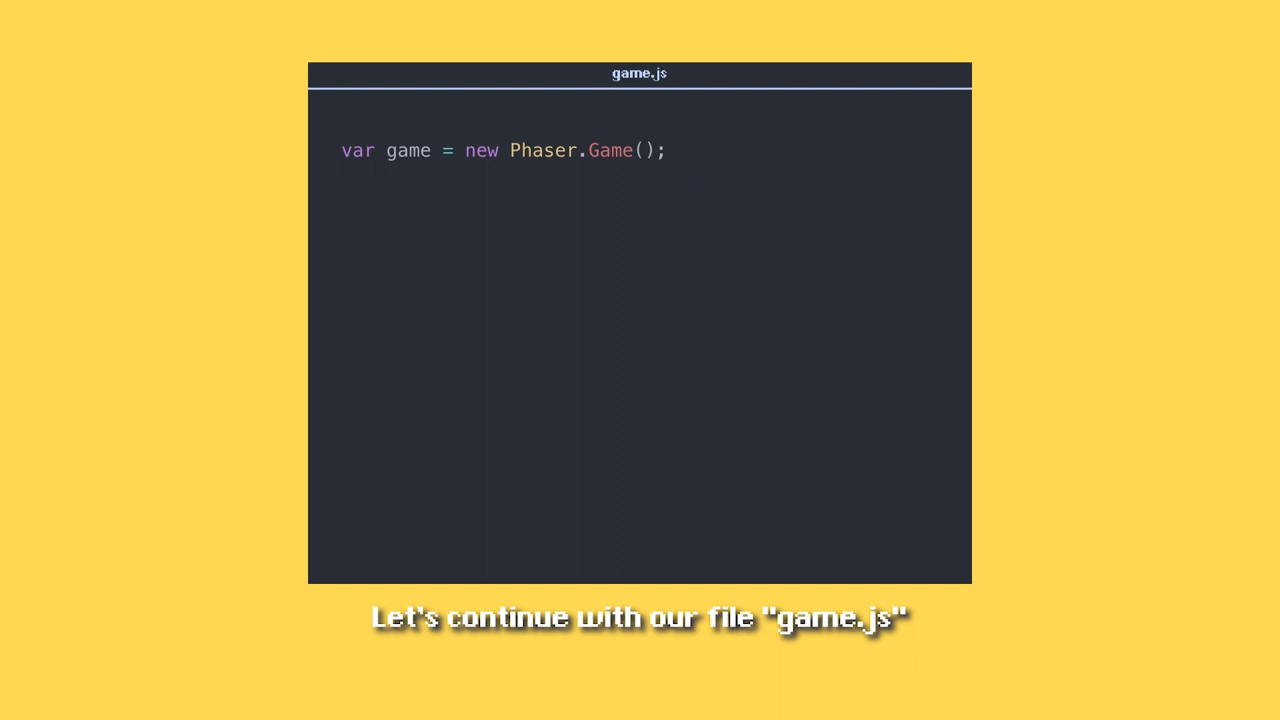 game.js
var game = new Phaser.Game();
Let's continue with our file "game.js"